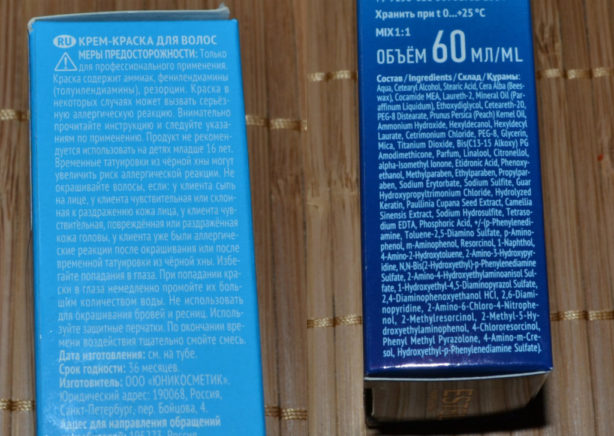 RU КРЕМ-КРАСКА ДЛЯ ВОЛОС
МЕРЫ ПРЕДОСТОРОЖНОСТИ: Только
для профессионального применения.
Краска содержит аммиак, фенилендиамины
(толуилендиамины), резорцин. Краска в
некоторых случаях может вызвать серьёз-
ную аллергическую реакцию. Внимательно
прочитайте инструкцию и следуйте указа-
ниям по применению. Продукт не рекомен-
дуется использовать на детях младше 16 лет.
Временные татуировки из чёрной хны могут
увеличить риск аллергической реакции. Не
окрашивайте волосы, если: у клиента сыпь
на лице, у клиента чувствительная или склон-
ная к раздражению кожа лица, у клиента чув-
ствительная, повреждённая или раздражённая
кожа головы, у клиента уже были аллергиче-
ские реакции после окрашивания или после
временной татуировки из чёрной хны. Избе-
гайте попадания в глаза. При попадании кра-
ски в глаза немедленно промойте их боль-
шим количеством воды. Не использовать
для окрашивания бровей и ресниц. Исполь-
зуйте защитные перчатки. По окончании вре-
мени воздействия тщательно смойте смесь.
Дата изготовления: см. на тубе.
Срок годности: 36 месяцев.
Изготовитель: ООО «ЮНИКОСМЕТИК»,
Юридический адрес: 190068, Россия,
Санкт-Петербург, пер. Бойцова, 4.
Адрес для направления обращений
Россия
Хранить при t 0...+25 °C
MIX 1:1
ОБЪЁМ 60 МЛ/ML
Состав / Ingredients / Склад / Құрамы:
Aqua, Cetearyl Alcohol, Stearic Acid, Cera Alba (Bees-
wax), Cocamide MEA, Laureth-2, Mineral Oil (Par-
affinum Liquidum), Ethoxydiglycol, Ceteareth-20,
PEG-8 Distearate, Prunus Persica (Peach) Kernel Oil,
Ammonium Hydroxide, Hexyldecanol, Hexyldecyl
Laurate, Cetrimonium Chloride, PEG-8, Glycerin,
Mica, Titanium Dioxide, Bis(C13-15 Alkoxy) PG
Amodimethicone, Parfum, Linalool, Citronellol,
alpha-Isomethyl Ionone, Etidronic Acid, Phenoxy-
ethanol, Methylparaben, Ethylparaben, Propylpar-
aben, Sodium Erytorbate, Sodium Sulfite, Guar
Hydroxypropyltrimonium Chloride, Hydrolyzed
Keratin, Paullinia Cupana Seed Extract, Camellia
Sinensis Extract, Sodium Hydrosulfite, Tetraso-
dium EDTA, Phosphoric Acid, +/-(p-Phenylenedi-
amine, Toluene-2,5-Diamino Sulfate, p-Amino-
phenol, m-Aminophenol, Resorcinol, 1-Naphthol,
4-Amino-2-Hydroxytoluene, 2-Amino-3-Hydroxypy-
ridine, N,N-Bis(2-Hydroxyethyl)-p-Phenylenediamine
Sulfate, 2-Amino-4-Hydroxyethylaminoanisol Sul-
fate, 1-Hydroxyethyl-4,5-Diaminopyrazol Sulfate,
2,4-Diaminophenoxyethanol HCl, 2,6-Diami-
nopyridine, 2-Amino-6-Chloro-4-Nitrophe-
nol, 2-Methylresorcinol, 2-Methyl-5-Hy-
droxyethylaminophenol, 4-Chlororesorcinol,
Phenyl Methyl Pyrazolone, 4-Amino-m-Cre-
sol, Hydroxyethyl-p-Phenylenediamine Sulfate).